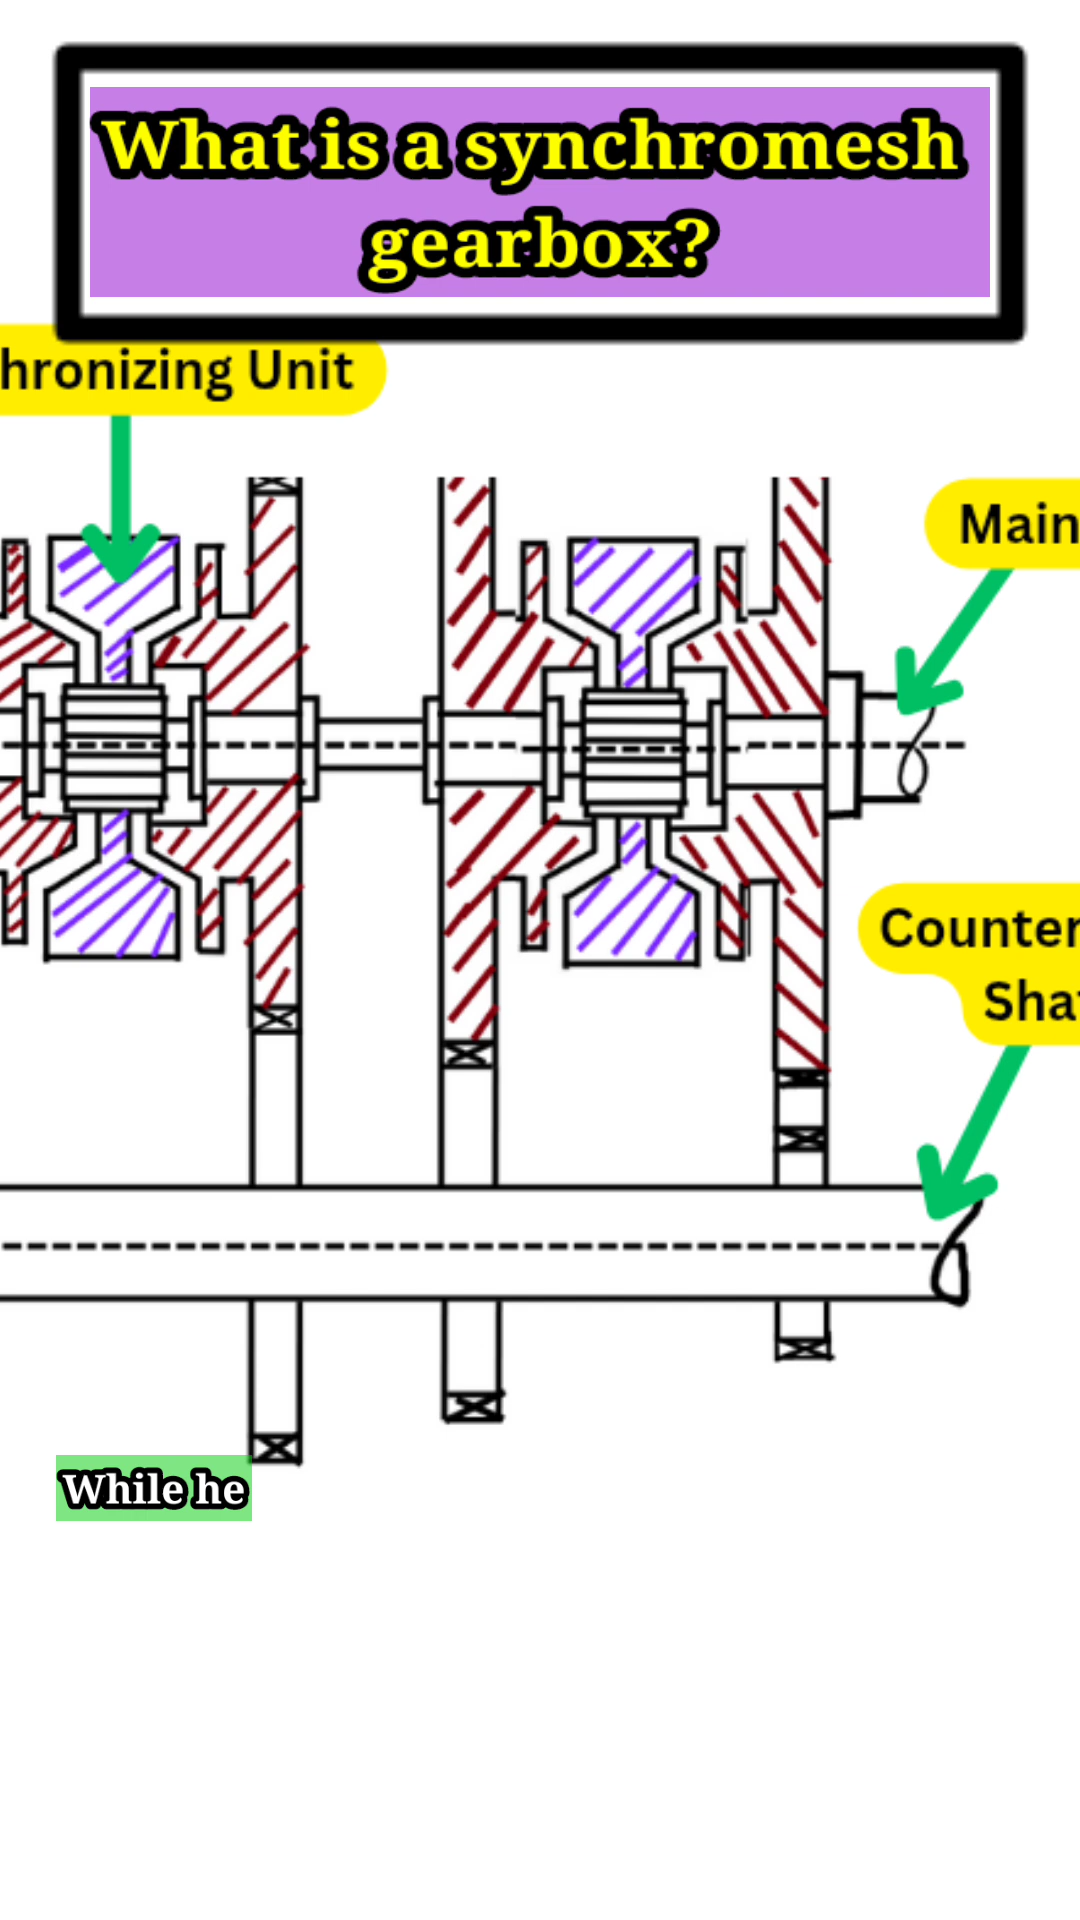 What is a synchromesh
gearbox?
hronizing Unit
Main
Counter
Sha
While he